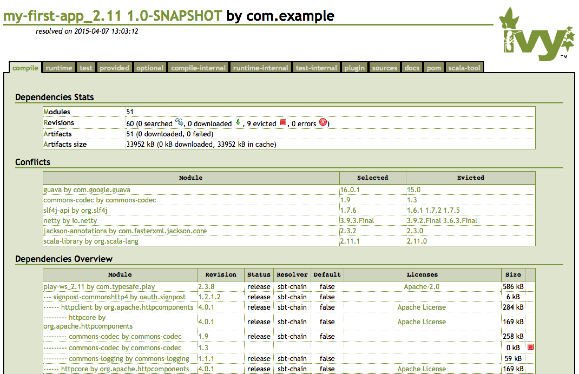 my-first-app_2.11 1.0-SNAPSHOT by com.example
resolved on 2015-04-07 13:03:12
ivy
TM
compile runtime test provided optional compile-internal runtime-internal test-internal plugin sources docs pom scala-tool
Dependencies Stats
Modules 51
Revisions 60 (0 searched , 0 downloaded , 9 evicted , 0 errors )
Artifacts 51 (0 downloaded, 0 failed)
Artifacts size 33952 kB (0 kB downloaded, 33952 kB in cache)
Conflicts
Module Selected Evicted
guava by com.google.guava 16.0.1 15.0
commons-codec by commons-codec 1.9 1.3
slf4j-api by org.slf4j 1.7.6 1.6.1 1.7.2 1.7.5
netty by io.netty 3.9.3.Final 3.9.2.Final 3.6.3.Final
jackson-annotations by com.fasterxml.jackson.core 2.3.2 2.3.0
scala-library by org.scala-lang 2.11.1 2.11.0
Dependencies Overview
Module Revision Status Resolver Default Licenses Size
play-ws_2.11 by com.typesafe.play 2.3.8 release sbt-chain false Apache-2.0 586 kB
--- signpost-commonshttp4 by oauth.signpost 1.2.1.2 release sbt-chain false 6 kB
------ httpclient by org.apache.httpcomponents 4.0.1 release sbt-chain false Apache License 284 kB
--------- httpcore by
org.apache.httpcomponents 4.0.1 release sbt-chain false Apache License 169 kB
--------- commons-codec by commons-codec 1.9 release sbt-chain false 258 kB
--------- commons-codec by commons-codec 1.3 release sbt-chain false 0 kB
--------- commons-logging by commons-logging 1.1.1 release sbt-chain false 59 kB
------ httpcore by org.apache.httpcomponents 4.0.1 release sbt-chain false Apache License 169 kB